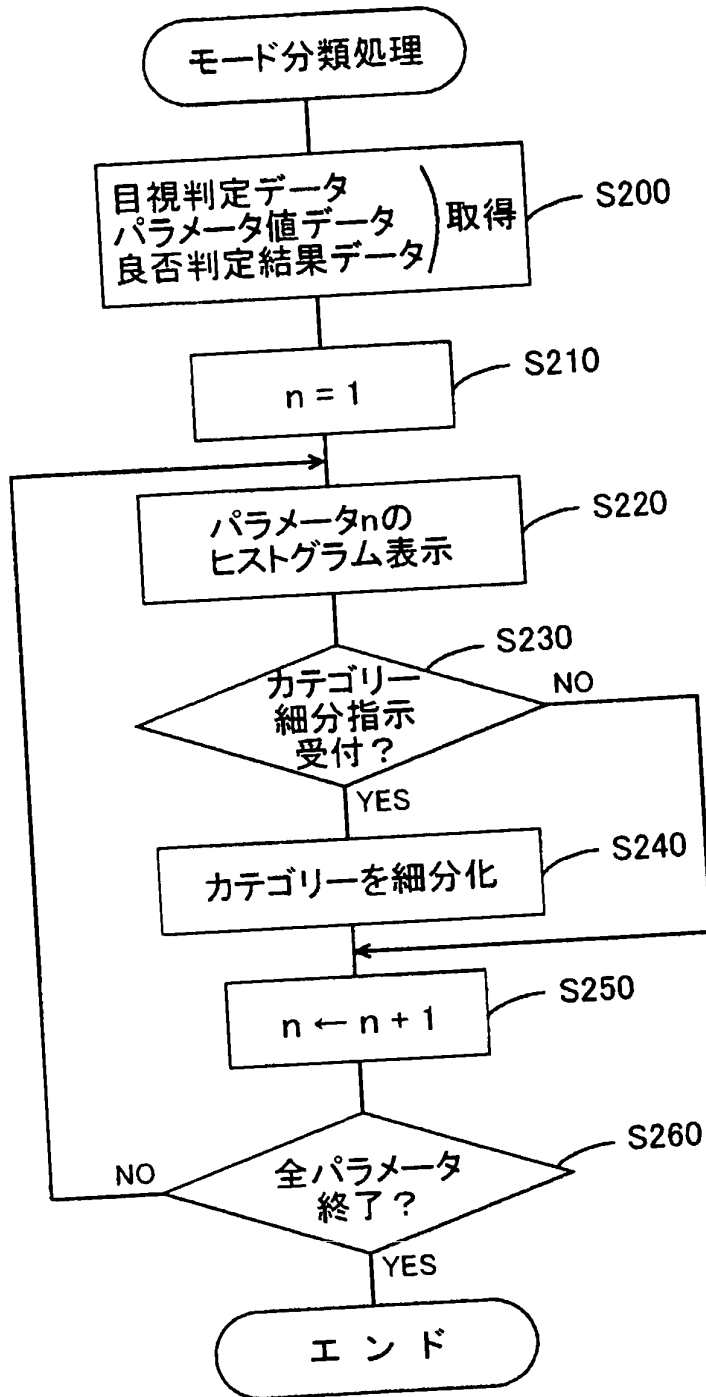 モード分類処理
目視判定データ
パラメータ値データ
良否判定結果データ
取得
S200
S210
n = 1
S220
パラメータnの
ヒストグラム表示
S230
カテゴリー
細分指示
受付?
NO
YES
S240
カテゴリーを細分化
S250
n ← n + 1
S260
全パラメータ
終了?
NO
YES
エンド